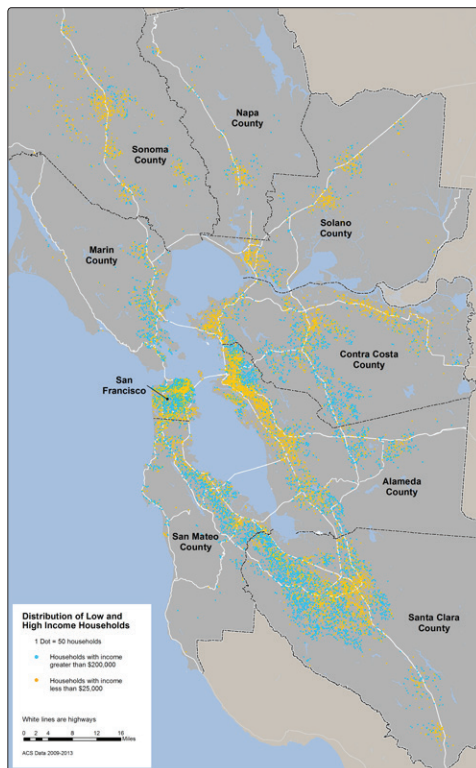 Napa
County
Sonoma
County
Solano
County
Marin
County
Contra Costa
County
San
Francisco
Alameda
County
San Mateo
County
Santa Clara
County
Distribution of Low and
High Income Households
1 Dot = 50 households
Households with income
greater than $200,000
Households with income
less than $25,000
White lines are highways
0 2 4 8 12 16
Miles
ACS Data 2009-2013